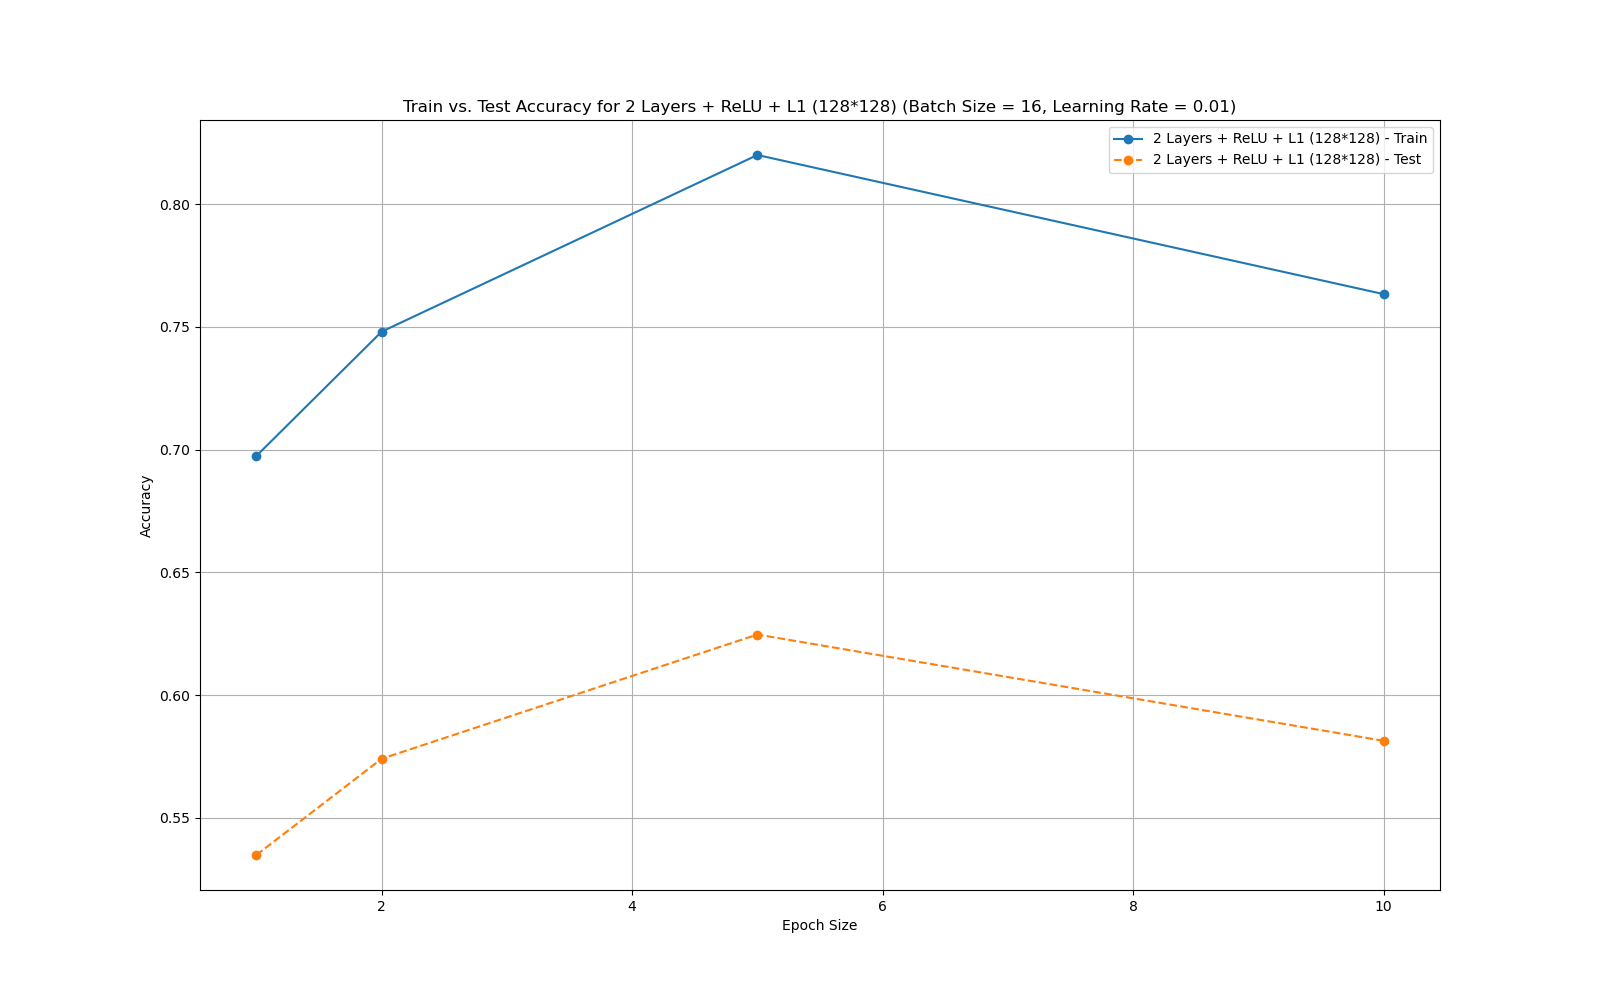 Train vs. Test Accuracy for 2 Layers + ReLU + L1 (128*128) (Batch Size = 16, Learning Rate = 0.01)
2 Layers + ReLU + L1 (128*128) - Train
2 Layers + ReLU + L1 (128*128) - Test
0.80
0.75
0.70
0.65
0.60
0.55
Accuracy
2 4 6 8 10
Epoch Size